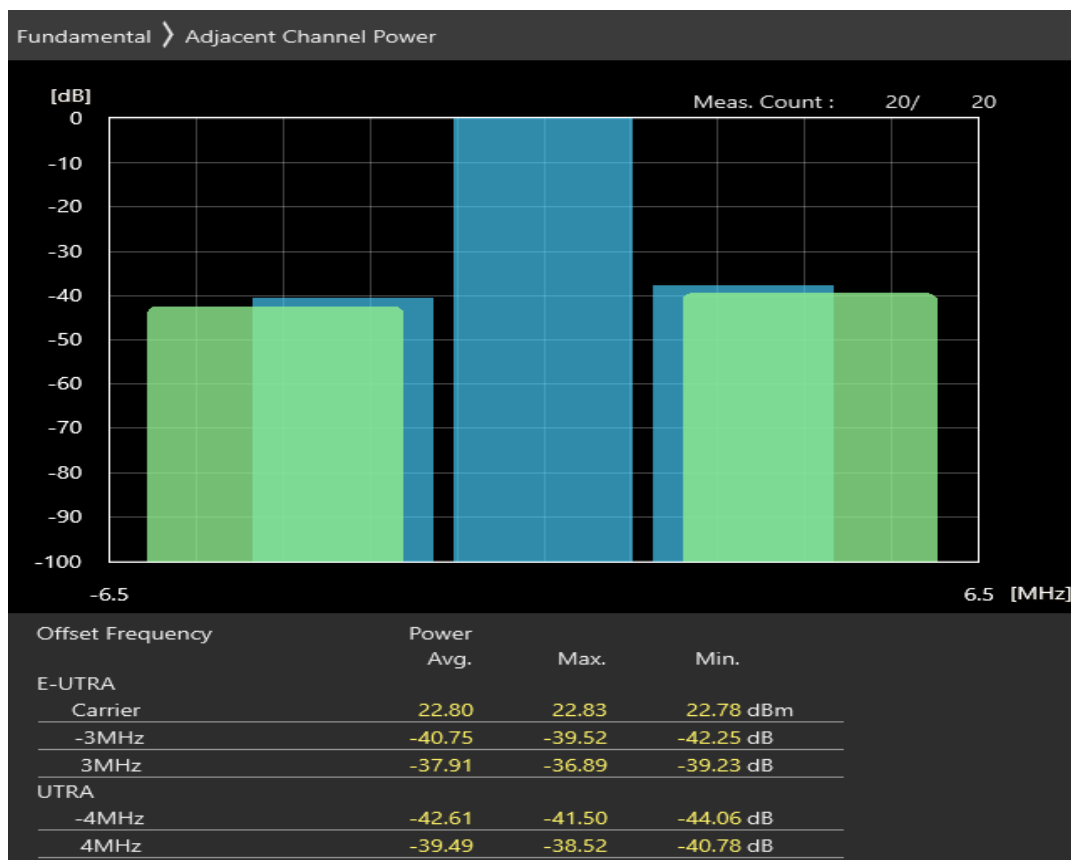 Fundamental 〉 Adjacent Channel Power
[dB]
Meas. Count : 20/ 20
0
-10
-20
-30
-40
-50
-60
-70
-80
-90
-100
-6.5 6.5 [MHz]
Offset Frequency Power
Avg. Max. Min.
E-UTRA
Carrier 22.80 22.83 22.78 dBm
-3MHz -40.75 -39.52 -42.25 dB
3MHz -37.91 -36.89 -39.23 dB
UTRA
-4MHz -42.61 -41.50 -44.06 dB
4MHz -39.49 -38.52 -40.78 dB